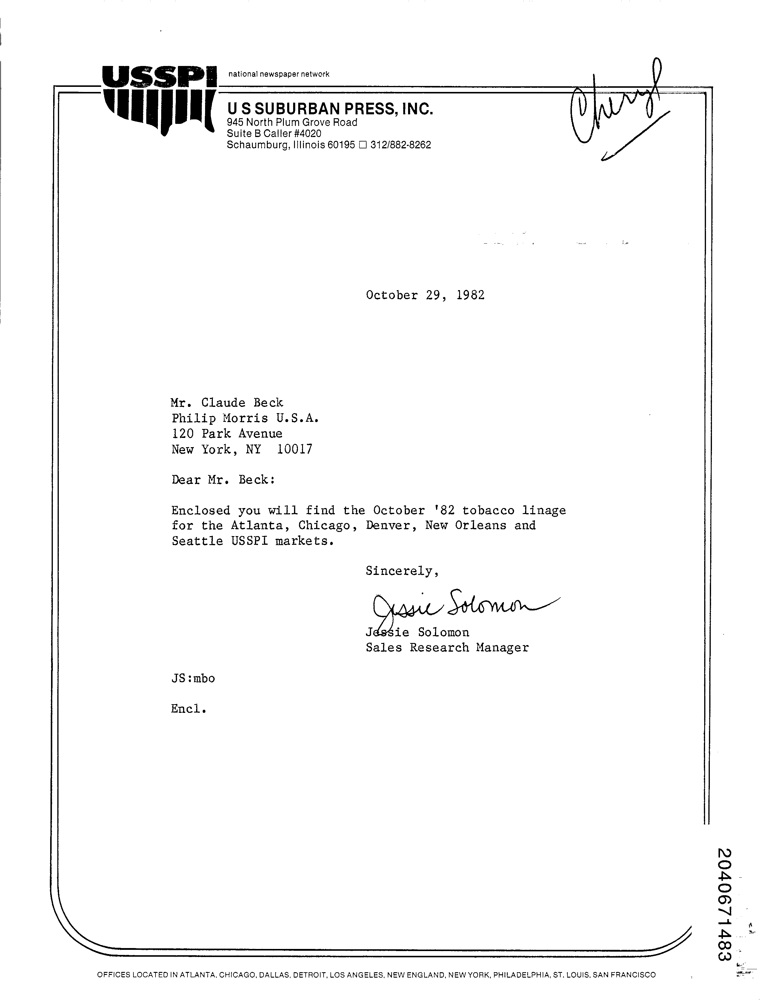 USSPI
national newspaper network
U S SUBURBAN PRESS, INC.
945 North Plum Grove Road
Suite B Caller #4020
Schaumburg, Illinois 60195 □ 312/882-8262
Cheryl
October 29, 1982
Mr. Claude Beck
Philip Morris U.S.A.
120 Park Avenue
New York, NY 10017
Dear Mr. Beck:
Enclosed you will find the October '82 tobacco linage
for the Atlanta, Chicago, Denver, New Orleans and
Seattle USSPI markets.
Sincerely,
Jessie Solomon
Jessie Solomon
Sales Research Manager
JS:mbo
Encl.
2040671483
OFFICES LOCATED IN ATLANTA, CHICAGO, DALLAS, DETROIT, LOS ANGELES, NEW ENGLAND, NEW YORK, PHILADELPHIA, ST. LOUIS, SAN FRANCISCO